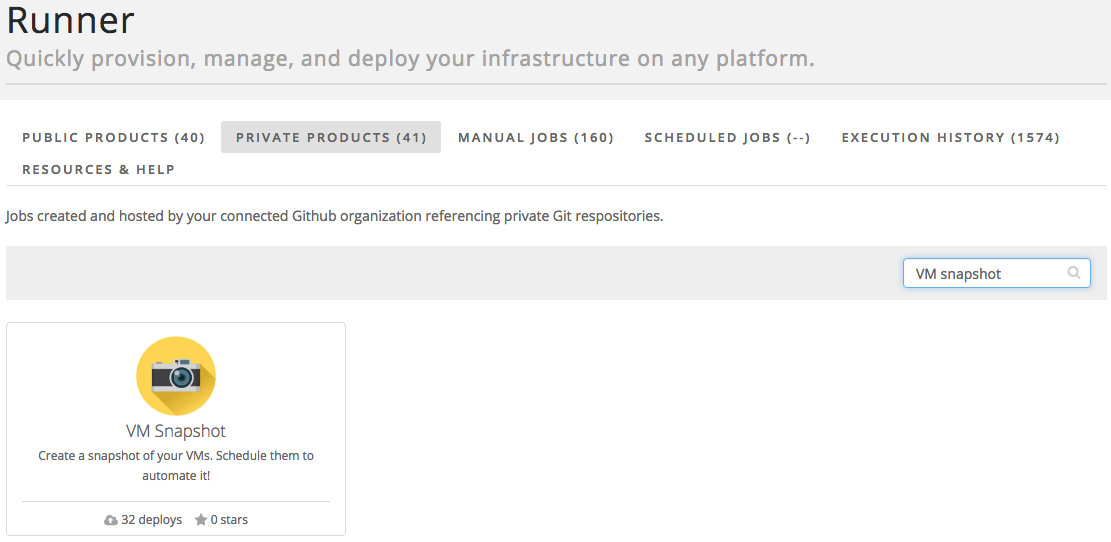 Runner
Quickly provision, manage, and deploy your infrastructure on any platform.
PUBLIC PRODUCTS (40) PRIVATE PRODUCTS (41) MANUAL JOBS (160) SCHEDULED JOBS (--) EXECUTION HISTORY (1574)
RESOURCES & HELP
Jobs created and hosted by your connected Github organization referencing private Git respositories.
VM snapshot
VM Snapshot
Create a snapshot of your VMs. Schedule them to
automate it!
32 deploys 0 stars